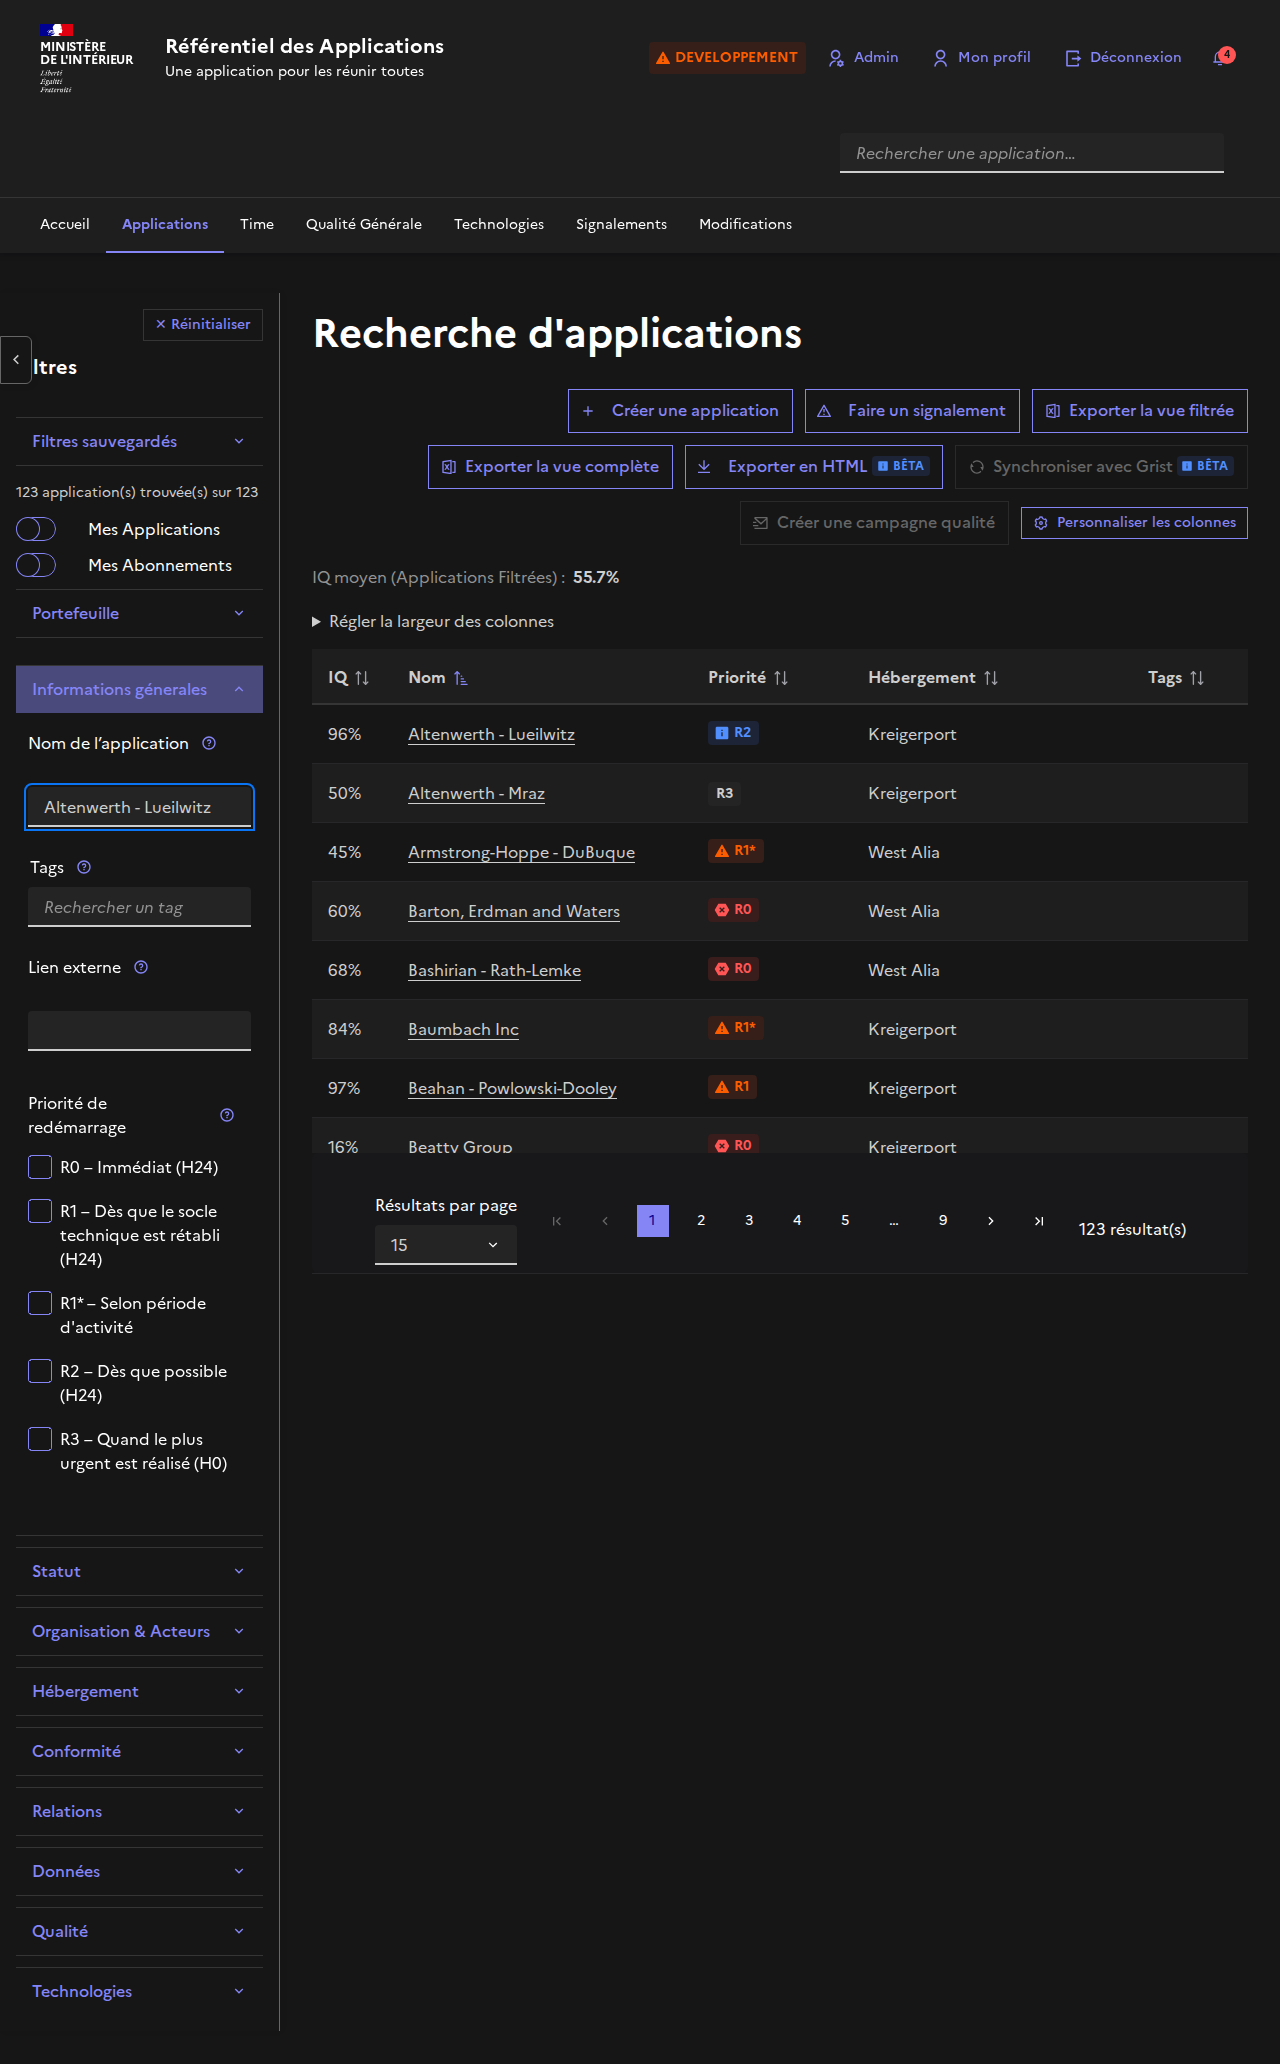 MINISTÈRE
DE L'INTÉRIEUR
Liberté
Égalité
Fraternité
Référentiel des Applications
Une application pour les réunir toutes
DEVELOPPEMENT
Admin
Mon profil
Déconnexion
4
Rechercher une application…
Accueil
Applications
Time
Qualité Générale
Technologies
Signalements
Modifications
✕ Réinitialiser
ltres
Filtres sauvegardés
123 application(s) trouvée(s) sur 123
Mes Applications
Mes Abonnements
Portefeuille
Informations génerales
Nom de l’application
Altenwerth - Lueilwitz
Tags
Rechercher un tag
Lien externe
Priorité de
redémarrage
R0 – Immédiat (H24)
R1 – Dès que le socle
technique est rétabli
(H24)
R1* – Selon période
d'activité
R2 – Dès que possible
(H24)
R3 – Quand le plus
urgent est réalisé (H0)
Statut
Organisation & Acteurs
Hébergement
Conformité
Relations
Données
Qualité
Technologies
Recherche d'applications
Créer une application
Faire un signalement
Exporter la vue filtrée
Exporter la vue complète
Exporter en HTML BÊTA
Synchroniser avec Grist BÊTA
Créer une campagne qualité
Personnaliser les colonnes
IQ moyen (Applications Filtrées) : 55.7%
Régler la largeur des colonnes
IQ Nom Priorité Hébergement Tags
96% Altenwerth - Lueilwitz R2 Kreigerport
50% Altenwerth - Mraz R3 Kreigerport
45% Armstrong-Hoppe - DuBuque R1* West Alia
60% Barton, Erdman and Waters R0 West Alia
68% Bashirian - Rath-Lemke R0 West Alia
84% Baumbach Inc R1* Kreigerport
97% Beahan - Powlowski-Dooley R1 Kreigerport
16% Beatty Group R0 Kreigerport
Résultats par page
15
1 2 3 4 5 … 9
123 résultat(s)